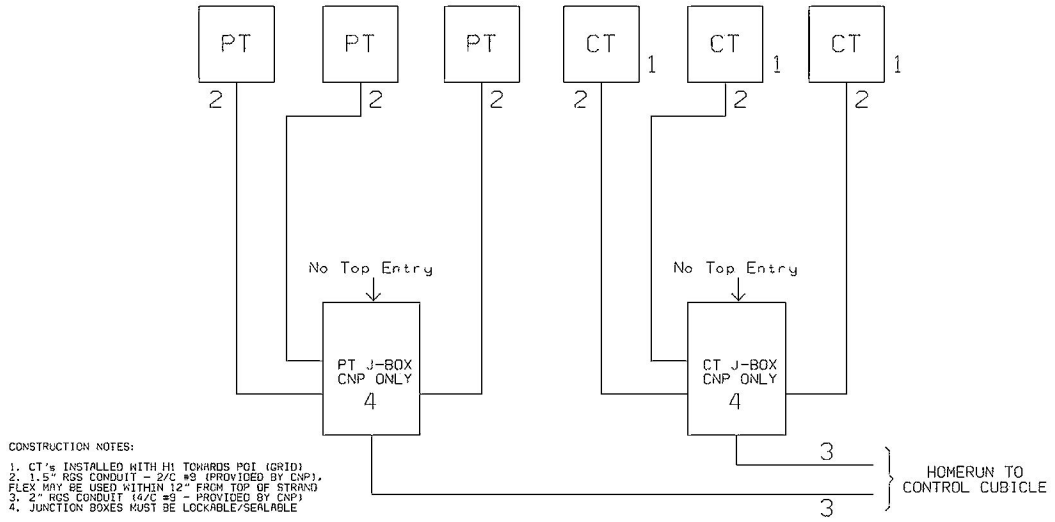 PT PT PT CT CT CT
1 1 1
2 2 2 2 2 2
No Top Entry No Top Entry
PT J-BOX CT J-BOX
CNP ONLY CNP ONLY
4 4
CONSTRUCTION NOTES:
1. CT's INSTALLED WITH H1 TOWARDS POI (GRID)
2. 1.5" RGS CONDUIT - 2/C #9 (PROVIDED BY CNP),
FLEX MAY BE USED WITHIN 12" FROM TOP OF STRAND
3. 2" RGS CONDUIT (4/C #9 - PROVIDED BY CNP)
4. JUNCTION BOXES MUST BE LOCKABLE/SEALABLE
3
3
HOMERUN TO
CONTROL CUBICLE